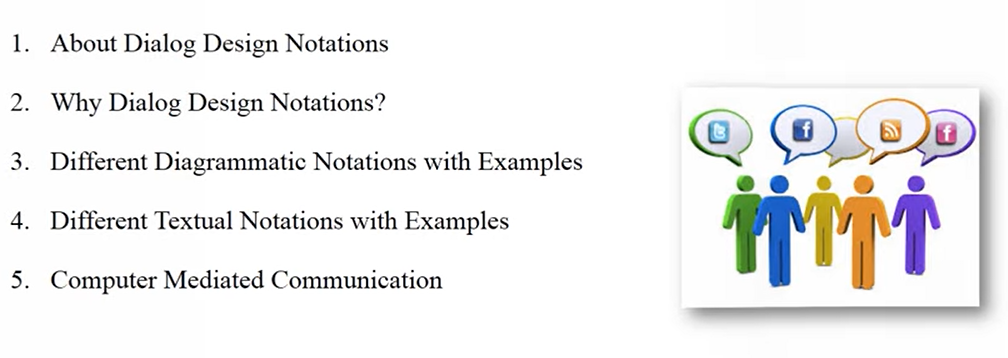 1. About Dialog Design Notations
2. Why Dialog Design Notations?
3. Different Diagrammatic Notations with Examples
4. Different Textual Notations with Examples
5. Computer Mediated Communication